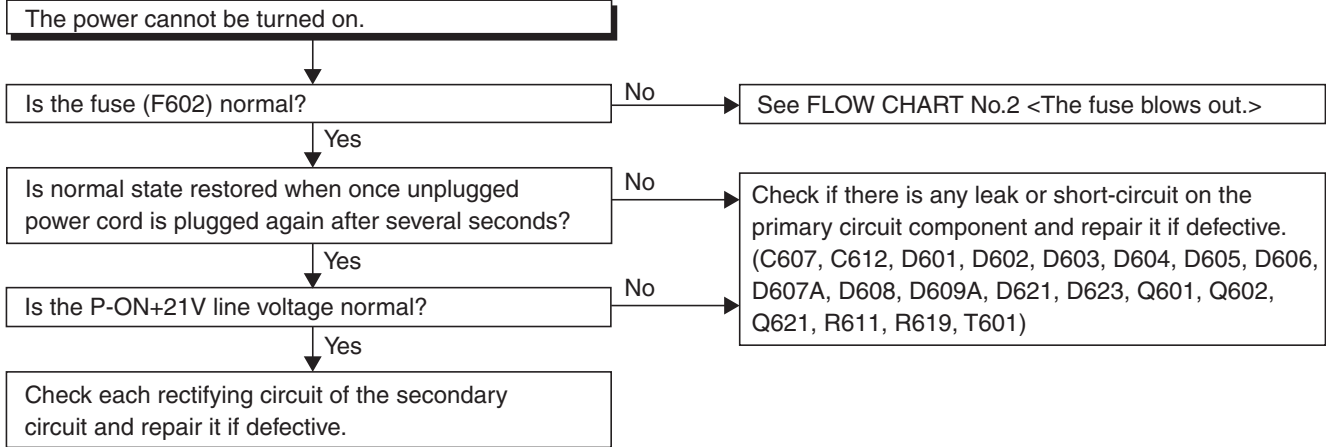 The power cannot be turned on.
Is the fuse (F602) normal?
No
See FLOW CHART No.2 <The fuse blows out.>
Yes
Is normal state restored when once unplugged
power cord is plugged again after several seconds?
No
Check if there is any leak or short-circuit on the
primary circuit component and repair it if defective.
(C607, C612, D601, D602, D603, D604, D605, D606,
D607A, D608, D609A, D621, D623, Q601, Q602,
Q621, R611, R619, T601)
Yes
Is the P-ON+21V line voltage normal?
No
Yes
Check each rectifying circuit of the secondary
circuit and repair it if defective.